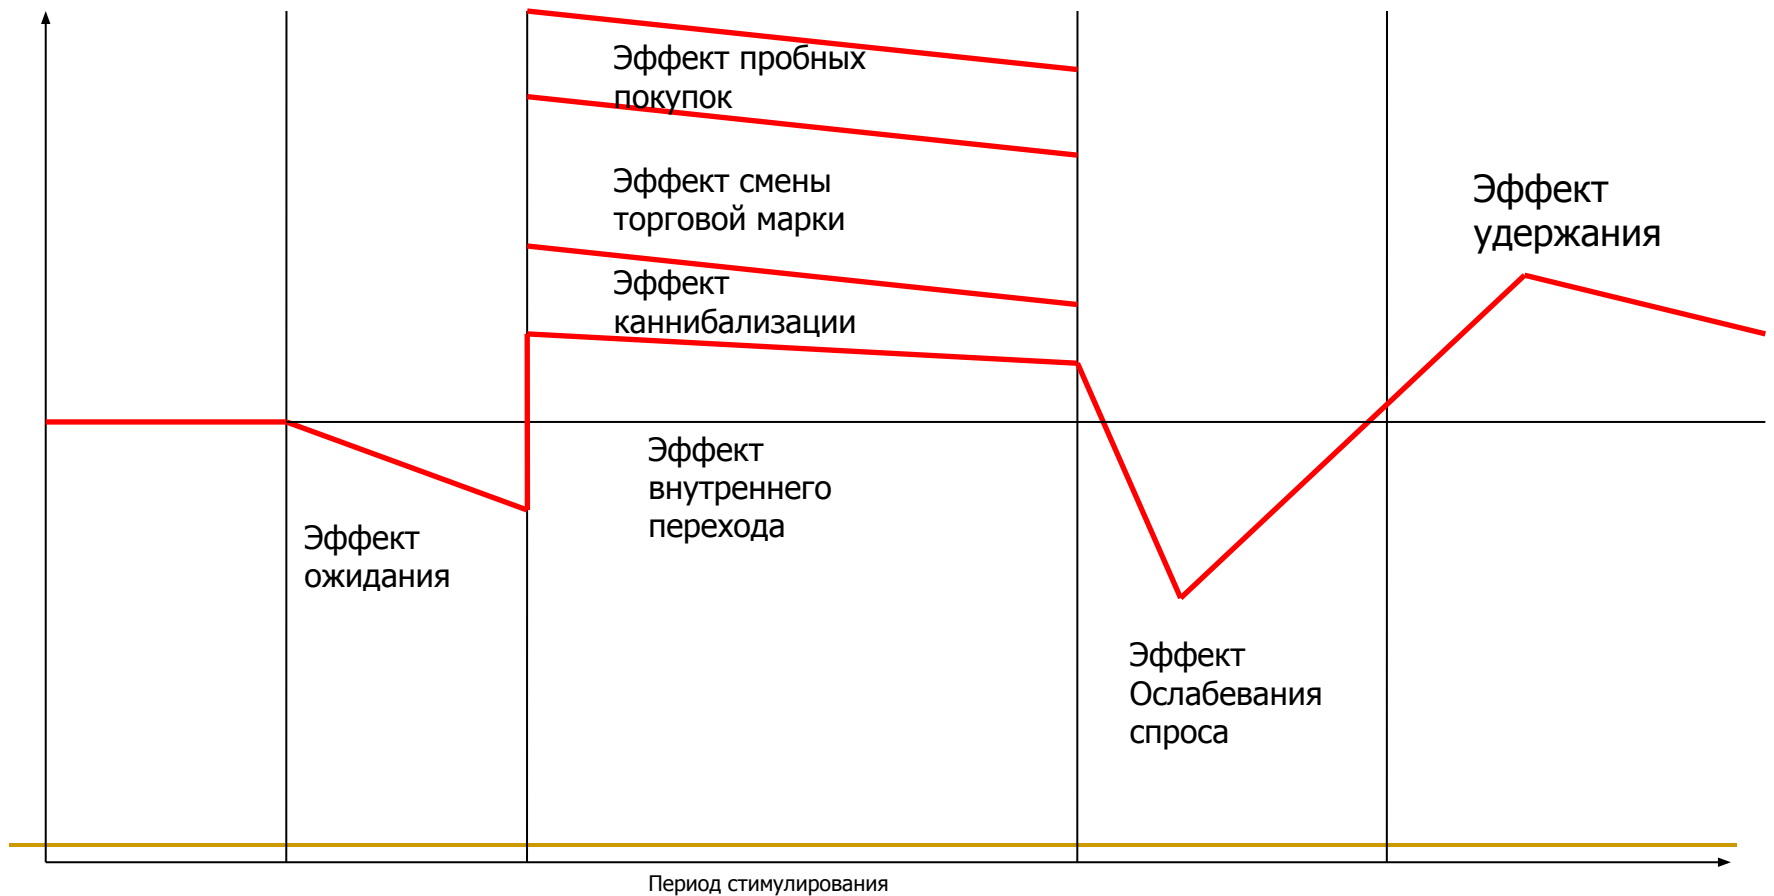 Эффект пробных
покупок
Эффект смены
торговой марки
Эффект
каннибализации
Эффект
внутреннего
перехода
Эффект
ожидания
Эффект
Ослабевания
спроса
Эффект
удержания
Период стимулирования